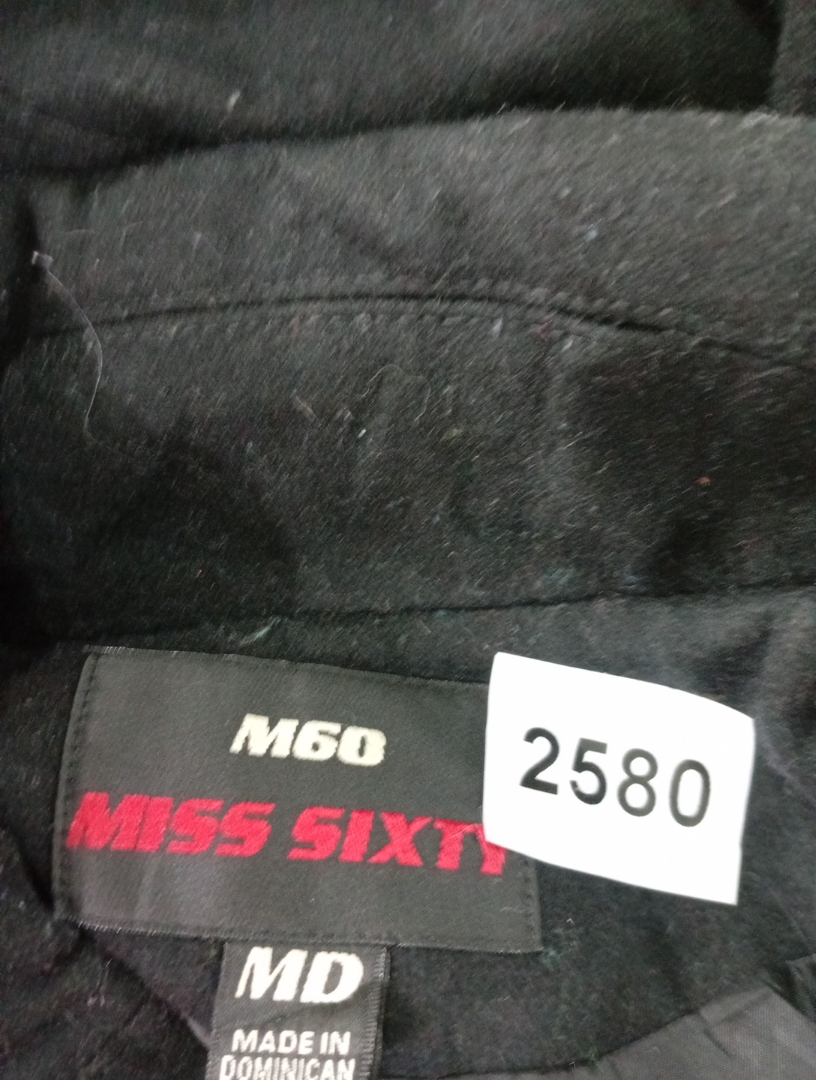 M60
MISS SIXTY
2580
MD
MADE IN
DOMINICAN